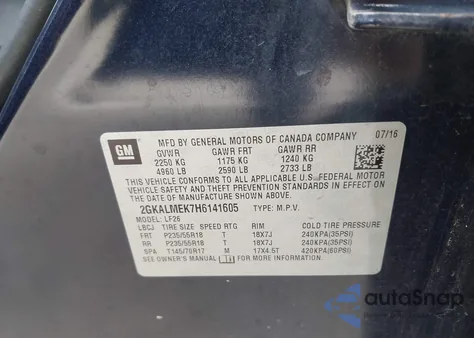 GM
MFD BY GENERAL MOTORS OF CANADA COMPANY 07/16
GVWR GAWR FRT GAWR RR
2250 KG 1175 KG 1240 KG
4960 LB 2590 LB 2733 LB
THIS VEHICLE CONFORMS TO ALL APPLICABLE U.S. FEDERAL MOTOR
VEHICLE SAFETY AND THEFT PREVENTION STANDARDS IN EFFECT ON
THE DATE OF MANUFACTURE SHOWN ABOVE.
2GKALMEK7H6141605 TYPE: M.P.V.
MODEL: LF26
LBCJ TIRE SIZE SPEED RTG RIM COLD TIRE PRESSURE
FRT P235/55R18 T 18X7J 240KPA(35PSI)
RR P235/55R18 T 18X7J 240KPA(35PSI)
SPA T145/70R17 M 17X4.5T 420KPA(60PSI)
SEE OWNER'S MANUAL FOR MORE INFORMATION.
autoSnap